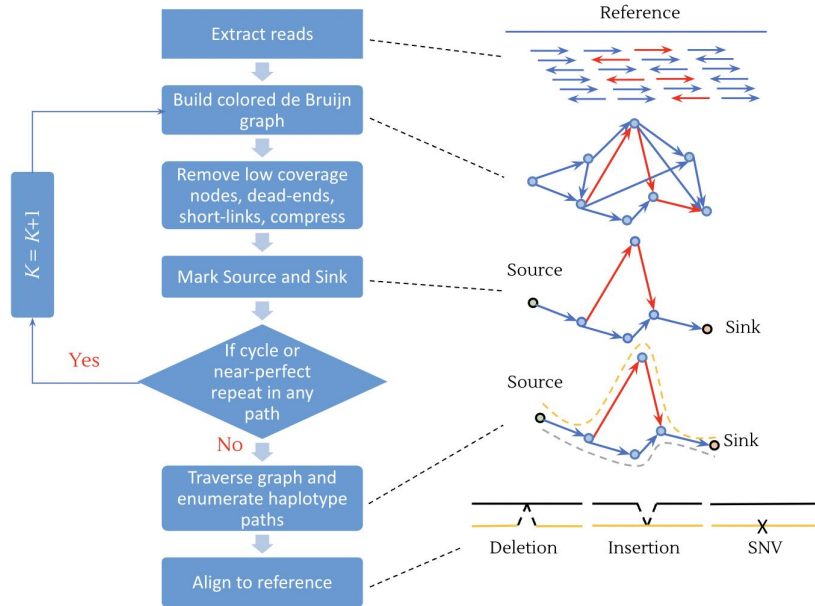 Reference
Extract reads
Build colored de Bruijn
graph
Remove low coverage
nodes, dead-ends,
short-links, compress
K = K+1
Mark Source and Sink
Source
Sink
Yes
If cycle or
near-perfect
repeat in any
path
No
Source
Sink
Traverse graph and
enumerate haplotype
paths
Deletion
Insertion
SNV
Align to reference